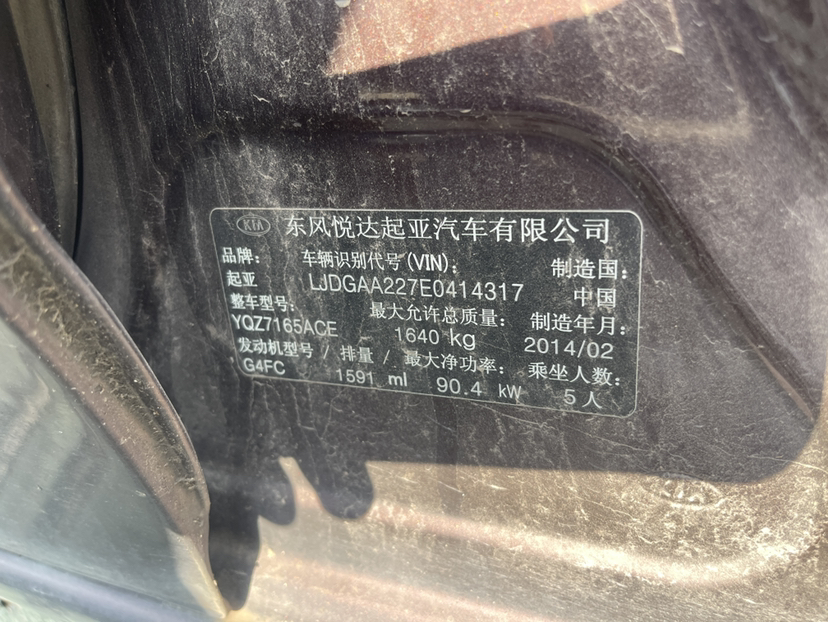 KIA 东风悦达起亚汽车有限公司
品牌: 车辆识别代号(VIN): 制造国:
起亚 LJDGAA227E0414317 中国
整车型号: 最大允许总质量: 制造年月:
YQZ7165ACE 1640 kg 2014/02
发动机型号 / 排量 / 最大净功率: 乘坐人数:
G4FC 1591 ml 90.4 kW 5人